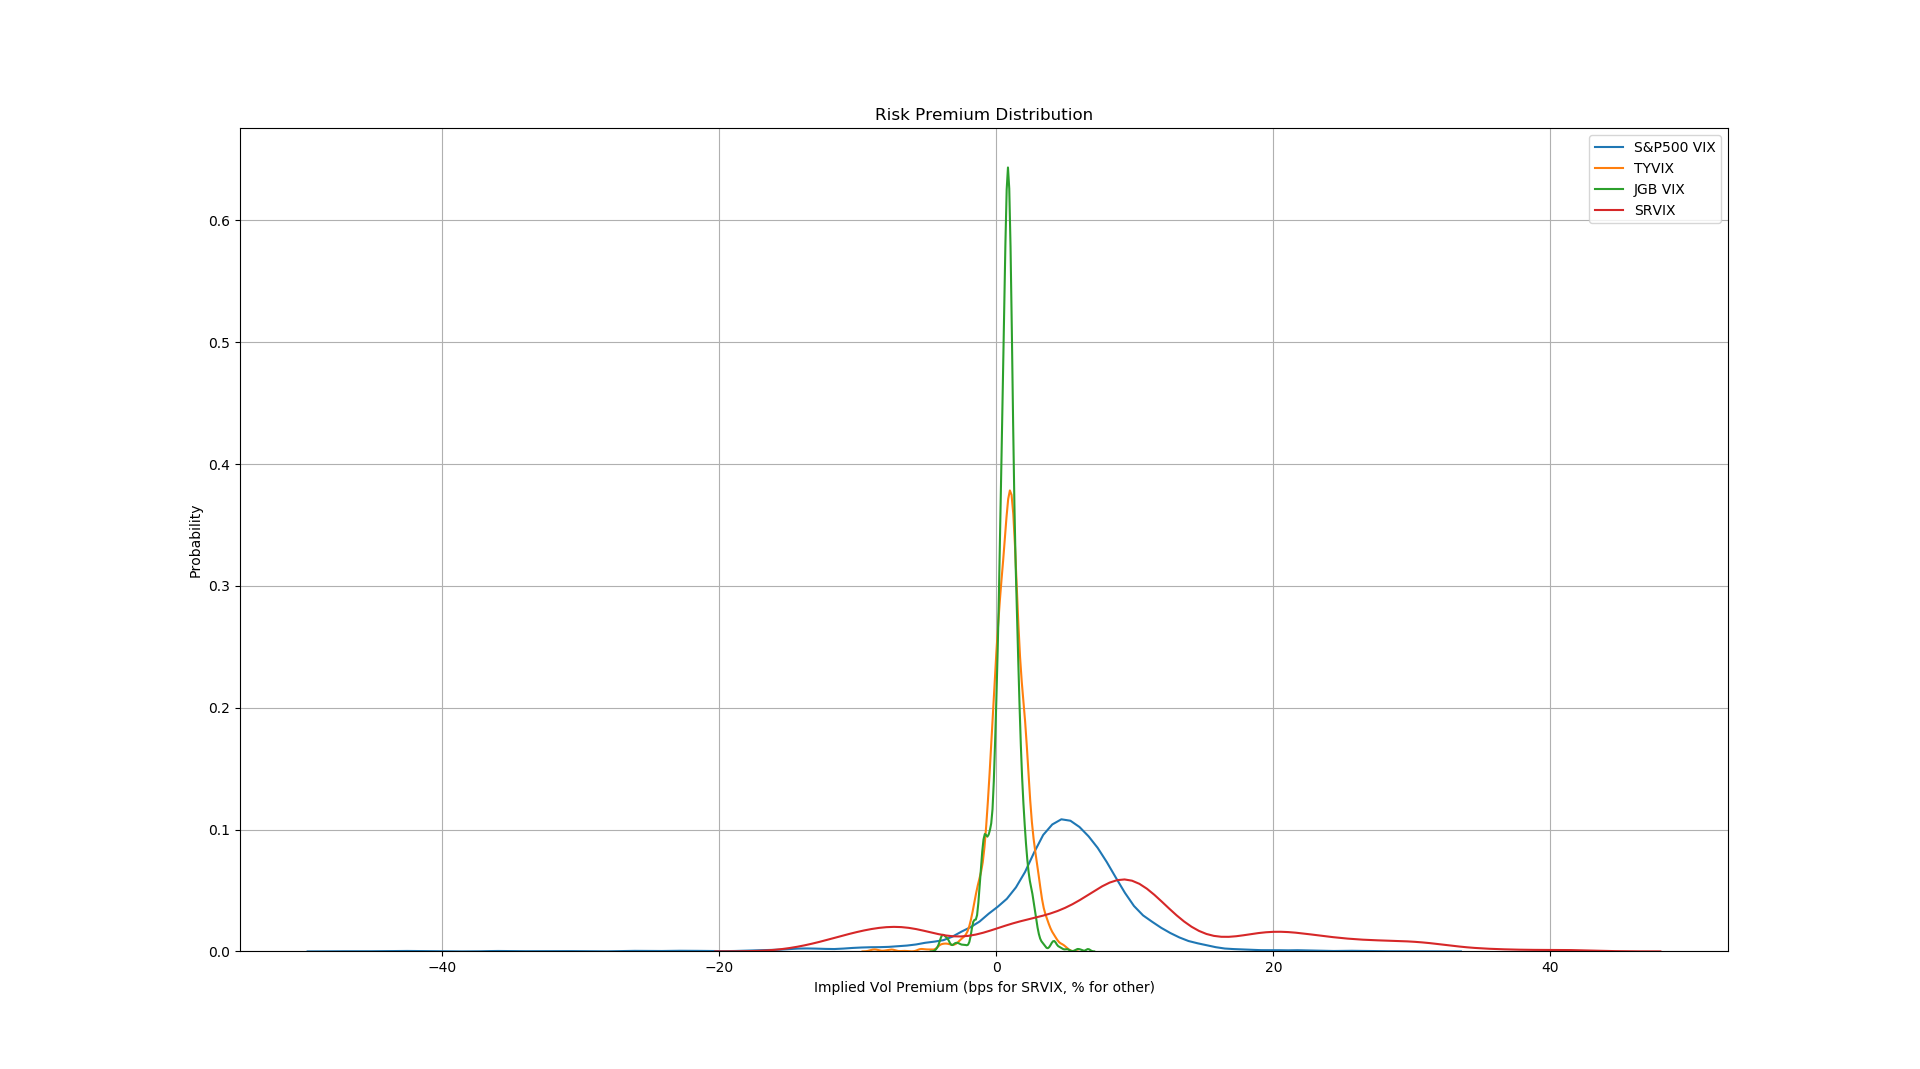 Risk Premium Distribution
S&P500 VIX
TYVIX
JGB VIX
SRVIX
Probability
0.6
0.5
0.4
0.3
0.2
0.1
0.0
−40
−20
0
20
40
Implied Vol Premium (bps for SRVIX, % for other)